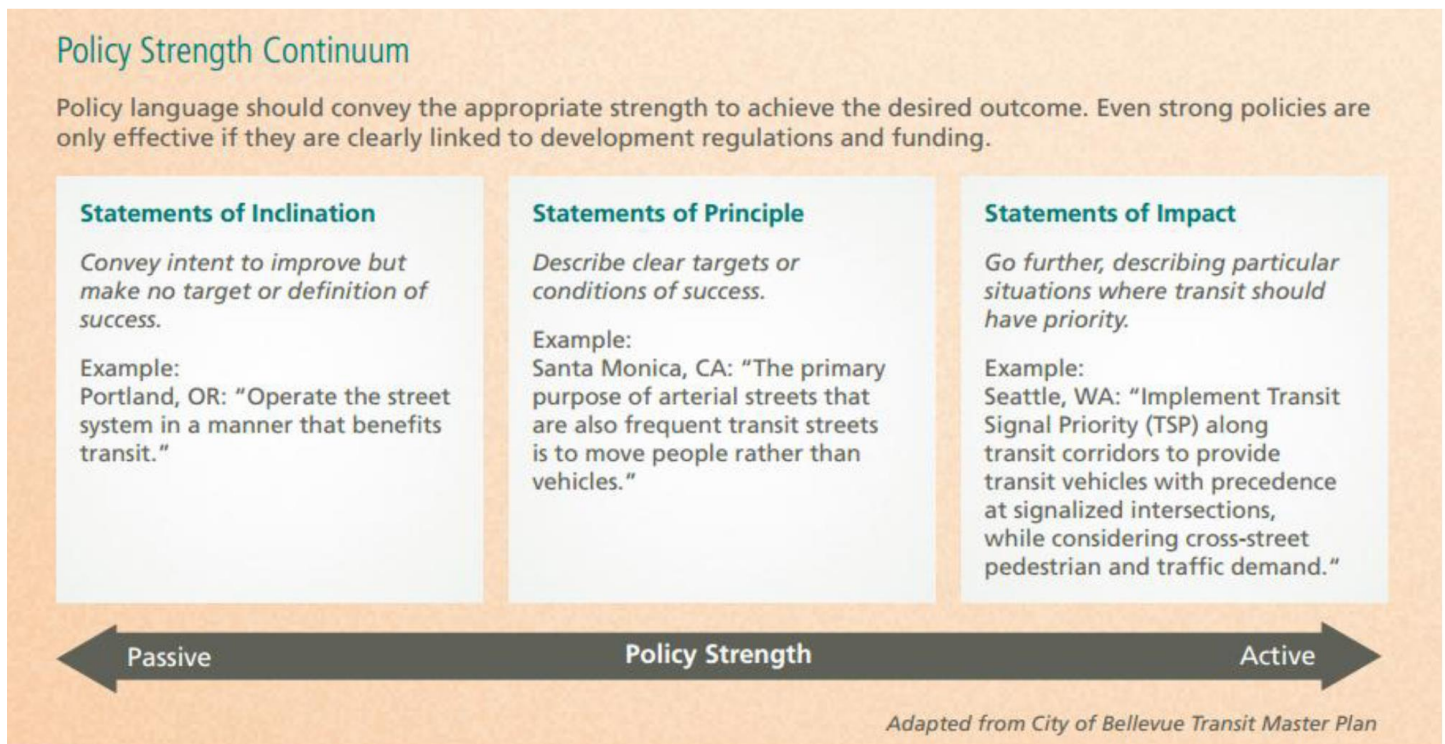 Policy Strength Continuum
Policy language should convey the appropriate strength to achieve the desired outcome. Even strong policies are
only effective if they are clearly linked to development regulations and funding.
Statements of Inclination
Convey intent to improve but
make no target or definition of
success.
Example:
Portland, OR: “Operate the street
system in a manner that benefits
transit.”
Statements of Principle
Describe clear targets or
conditions of success.
Example:
Santa Monica, CA: “The primary
purpose of arterial streets that
are also frequent transit streets
is to move people rather than
vehicles.”
Statements of Impact
Go further, describing particular
situations where transit should
have priority.
Example:
Seattle, WA: “Implement Transit
Signal Priority (TSP) along
transit corridors to provide
transit vehicles with precedence
at signalized intersections,
while considering cross-street
pedestrian and traffic demand.”
Passive
Policy Strength
Active
Adapted from City of Bellevue Transit Master Plan